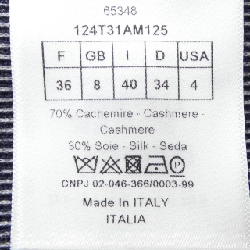 65348
124T31AM125
F GB I D USA
36 8 40 34 4
70% Cachemire - Cashmere -
Cashmere
30% Soie - Silk - Seda
CNPJ 02-046-366/0003-99
Made In ITALY
ITALIA